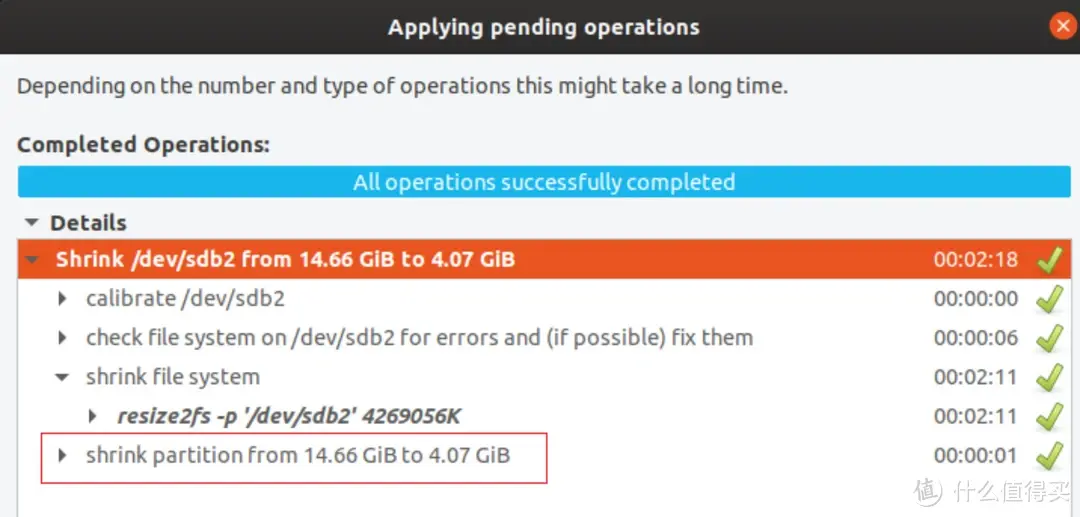 Applying pending operations
Depending on the number and type of operations this might take a long time.
Completed Operations:
All operations successfully completed
Details
Shrink /dev/sdb2 from 14.66 GiB to 4.07 GiB 00:02:18
calibrate /dev/sdb2 00:00:00
check file system on /dev/sdb2 for errors and (if possible) fix them 00:00:06
shrink file system 00:02:11
resize2fs -p '/dev/sdb2' 4269056K 00:02:11
shrink partition from 14.66 GiB to 4.07 GiB 00:00:01
值 什么值得买